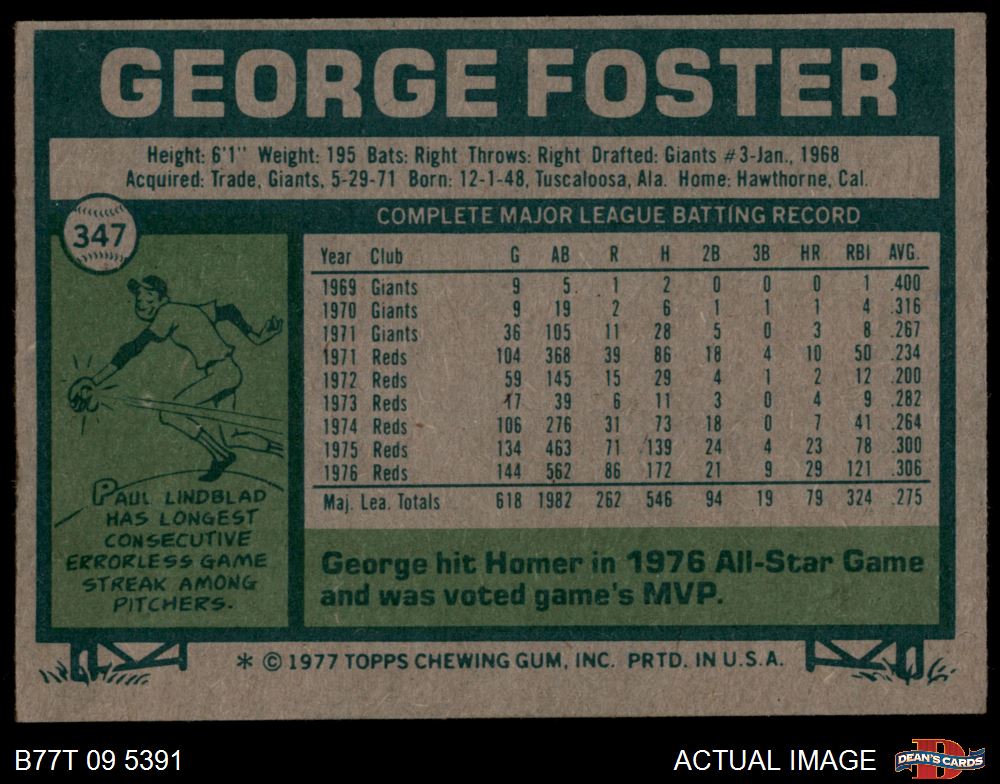 GEORGE FOSTER
Height: 6'1" Weight: 195 Bats: Right Throws: Right Drafted: Giants #3-Jan., 1968
Acquired: Trade, Giants, 5-29-71 Born: 12-1-48, Tuscaloosa, Ala. Home: Hawthorne, Cal.
347
COMPLETE MAJOR LEAGUE BATTING RECORD
Year Club G AB R H 2B 3B HR RBI AVG.
1969 Giants 9 5 1 2 0 0 0 1 .400
1970 Giants 9 19 2 6 1 1 1 4 .316
1971 Giants 36 105 11 28 5 0 3 8 .267
1971 Reds 104 368 39 86 18 4 10 50 .234
1972 Reds 59 145 15 29 4 1 2 12 .200
1973 Reds 17 39 6 11 3 0 4 9 .282
1974 Reds 106 276 31 73 18 0 7 41 .264
1975 Reds 134 463 71 139 24 4 23 78 .300
1976 Reds 144 562 86 172 21 9 29 121 .306
Maj. Lea. Totals 618 1982 262 546 94 19 79 324 .275
PAUL LINDBLAD
HAS LONGEST
CONSECUTIVE
ERRORLESS GAME
STREAK AMONG
PITCHERS.
George hit Homer in 1976 All-Star Game
and was voted game's MVP.
* © 1977 TOPPS CHEWING GUM, INC. PRTD. IN U.S.A.
B77T 09 5391
ACTUAL IMAGE
D
DEAN'S CARDS